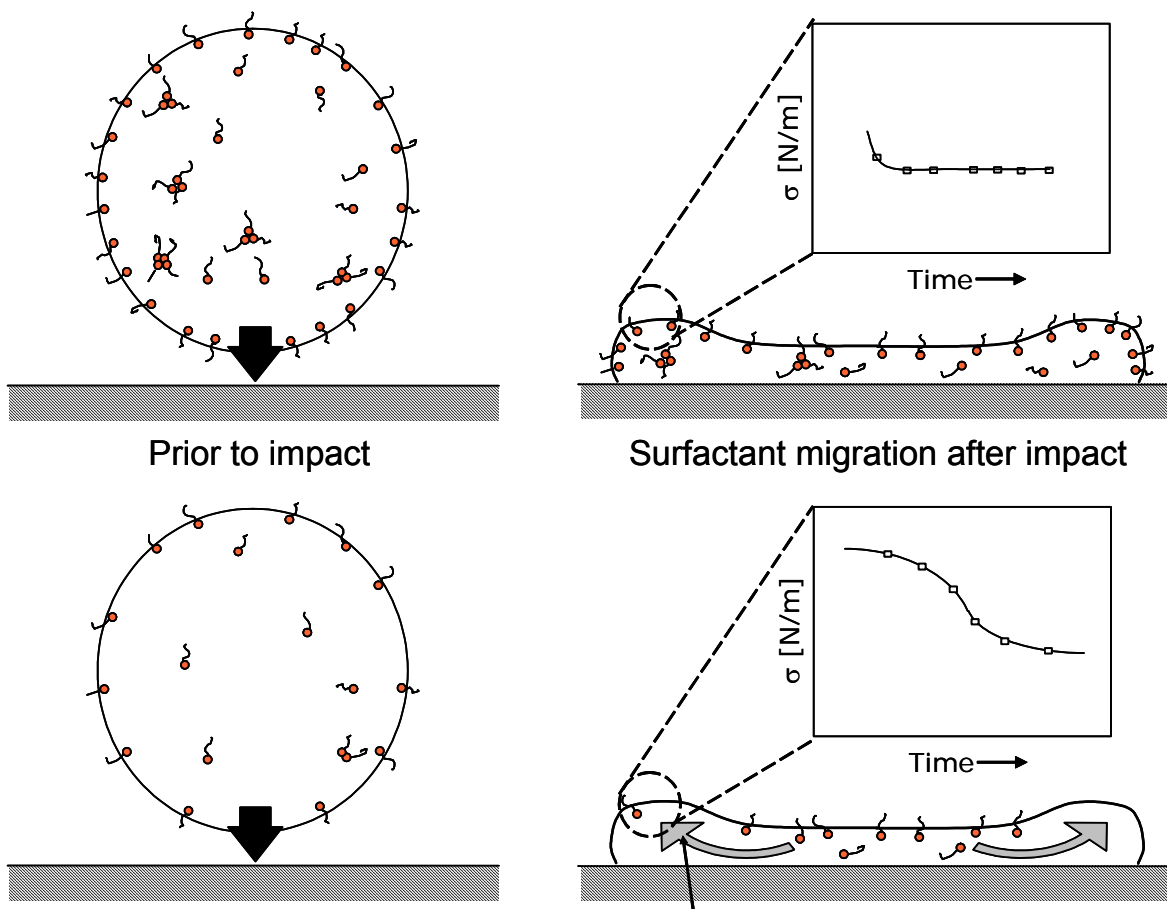 σ [N/m]
Time
Prior to impact
Surfactant migration after impact
σ [N/m]
Time